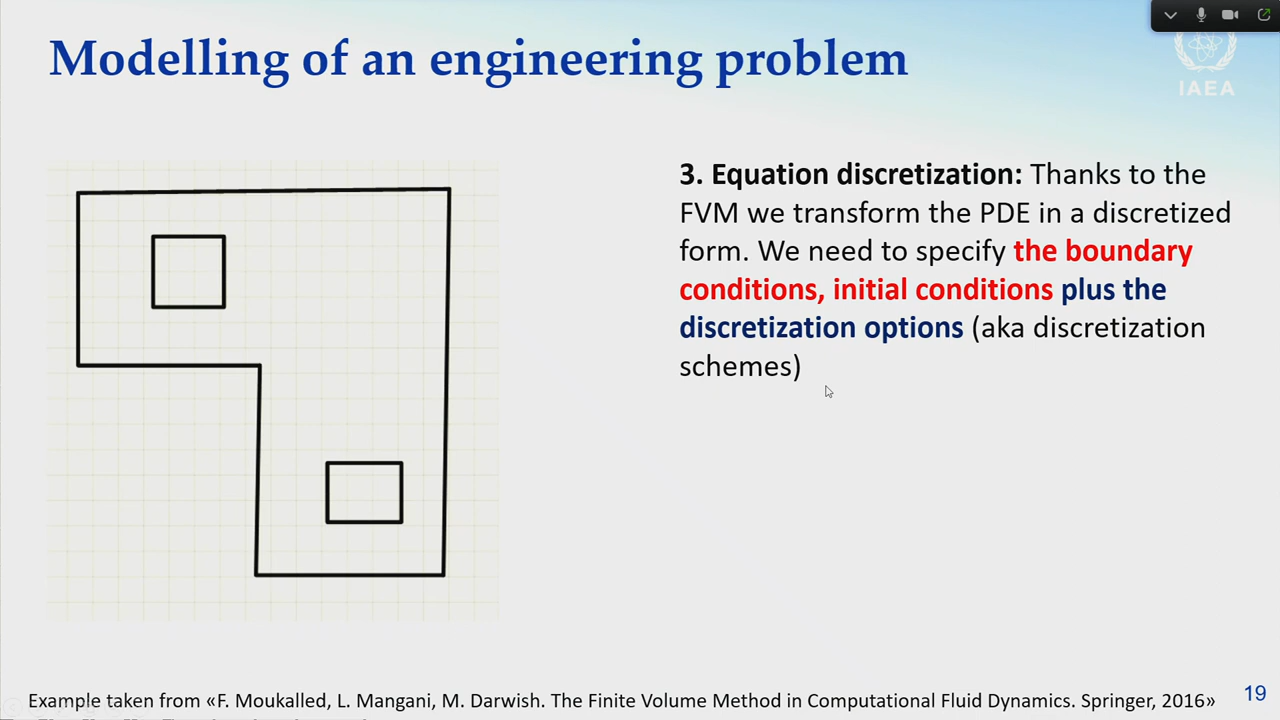 Modelling of an engineering problem
IAEA
3. Equation discretization: Thanks to the
FVM we transform the PDE in a discretized
form. We need to specify the boundary
conditions, initial conditions plus the
discretization options (aka discretization
schemes)
Example taken from «F. Moukalled, L. Mangani, M. Darwish. The Finite Volume Method in Computational Fluid Dynamics. Springer, 2016»
19